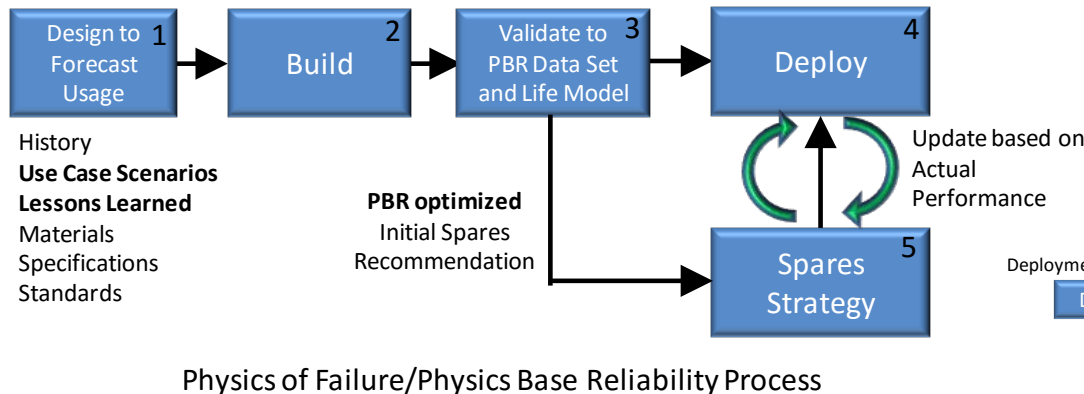 Design to 1
Forecast
Usage
2
Build
Validate to 3
PBR Data Set
and Life Model
4
Deploy
History
Use Case Scenarios
Lessons Learned
Materials
Specifications
Standards
PBR optimized
Initial Spares
Recommendation
Update based on
Actual
Performance
5
Spares
Strategy
Deployme
D
Physics of Failure/Physics Base Reliability Process